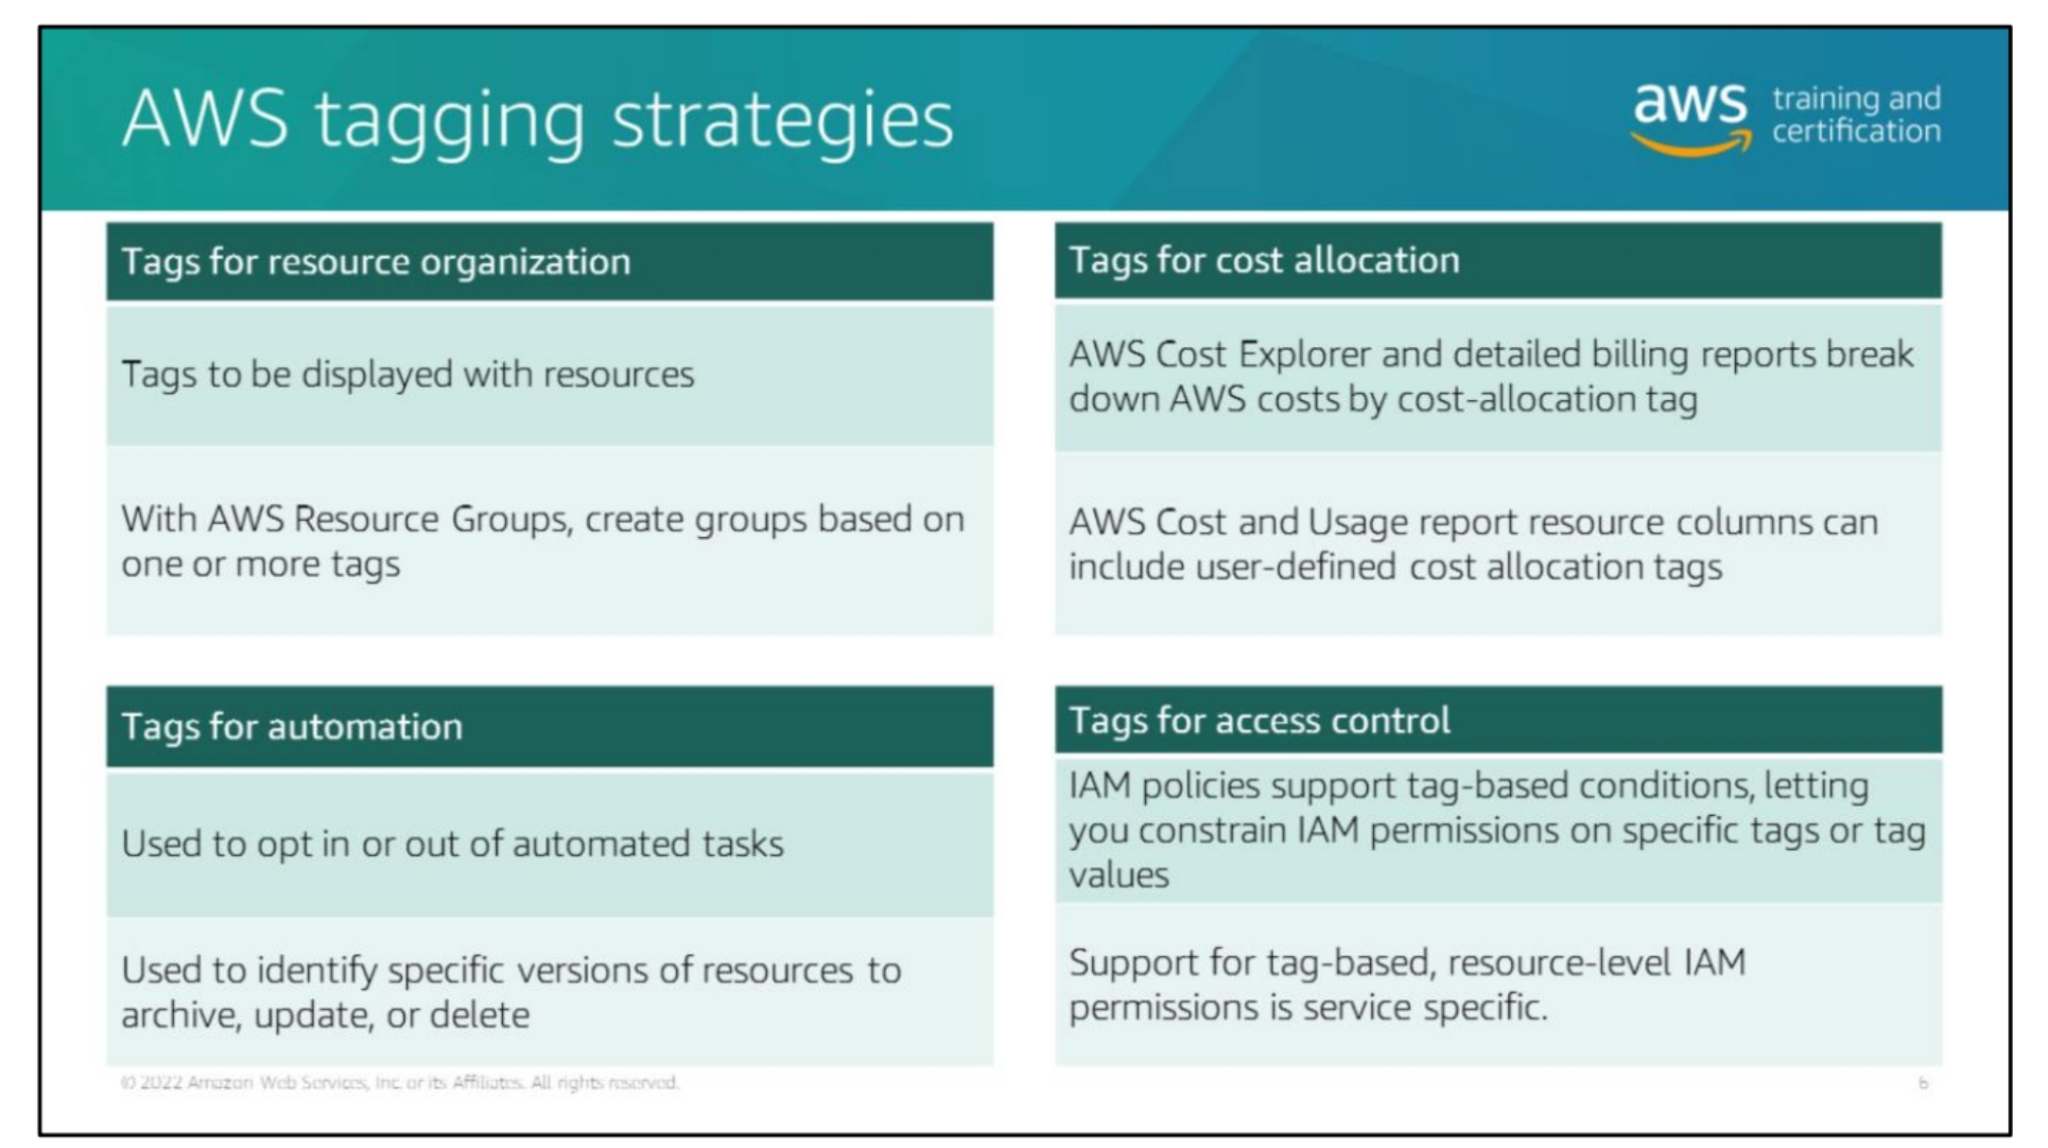 AWS tagging strategies
aws training and
certification
Tags for resource organization
Tags to be displayed with resources
With AWS Resource Groups, create groups based on
one or more tags
Tags for cost allocation
AWS Cost Explorer and detailed billing reports break
down AWS costs by cost-allocation tag
AWS Cost and Usage report resource columns can
include user-defined cost allocation tags
Tags for automation
Used to opt in or out of automated tasks
Used to identify specific versions of resources to
archive, update, or delete
Tags for access control
IAM policies support tag-based conditions, letting
you constrain IAM permissions on specific tags or tag
values
Support for tag-based, resource-level IAM
permissions is service specific.
© 2022 Amazon Web Services, Inc. or its Affiliates. All rights reserved.
6